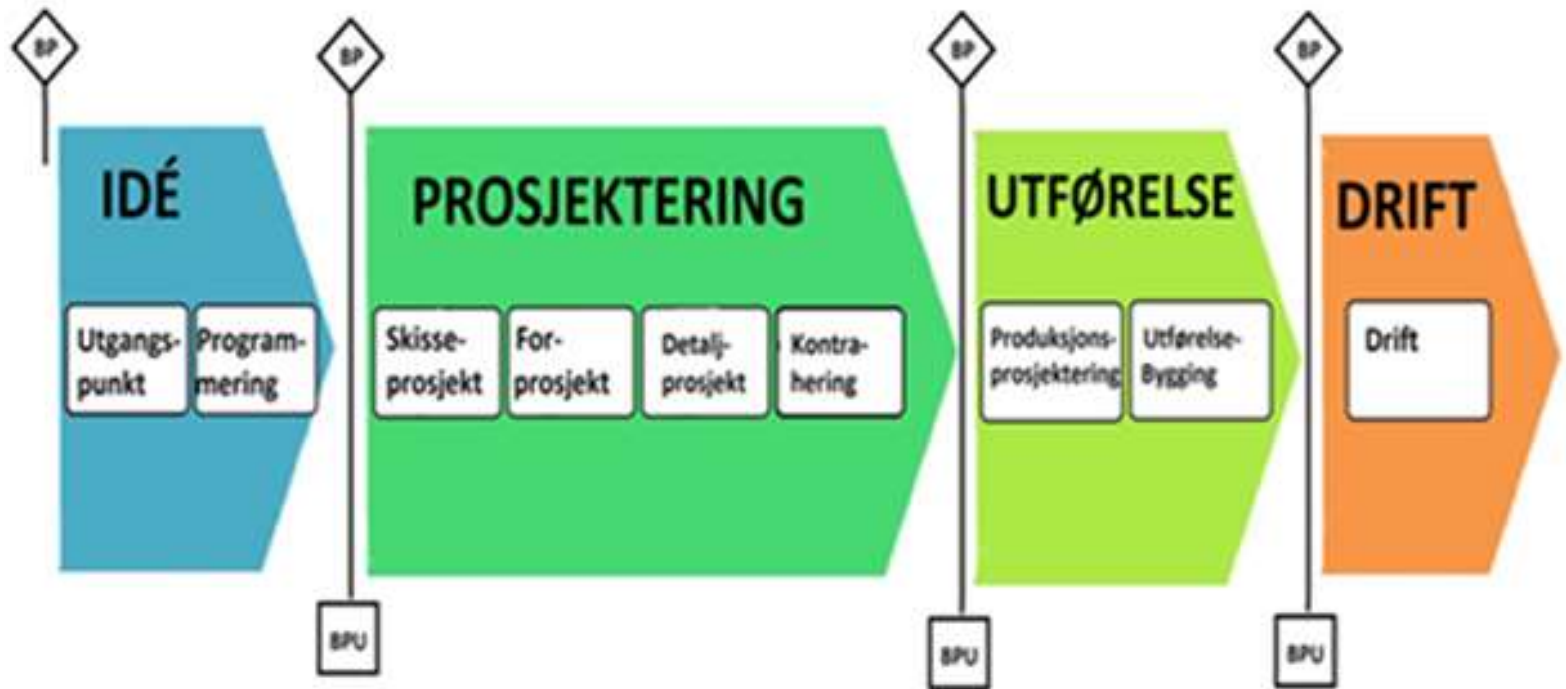 BP
BP
BP
BP
IDÉ
PROSJEKTERING
UTFØRELSE
DRIFT
Utgangs-
punkt
Program-
mering
Skisse-
prosjekt
For-
prosjekt
Detalj-
prosjekt
Kontra-
hering
Produksjons-
prosjektering
Utførelse-
Bygging
Drift
BPU
BPU
BPU